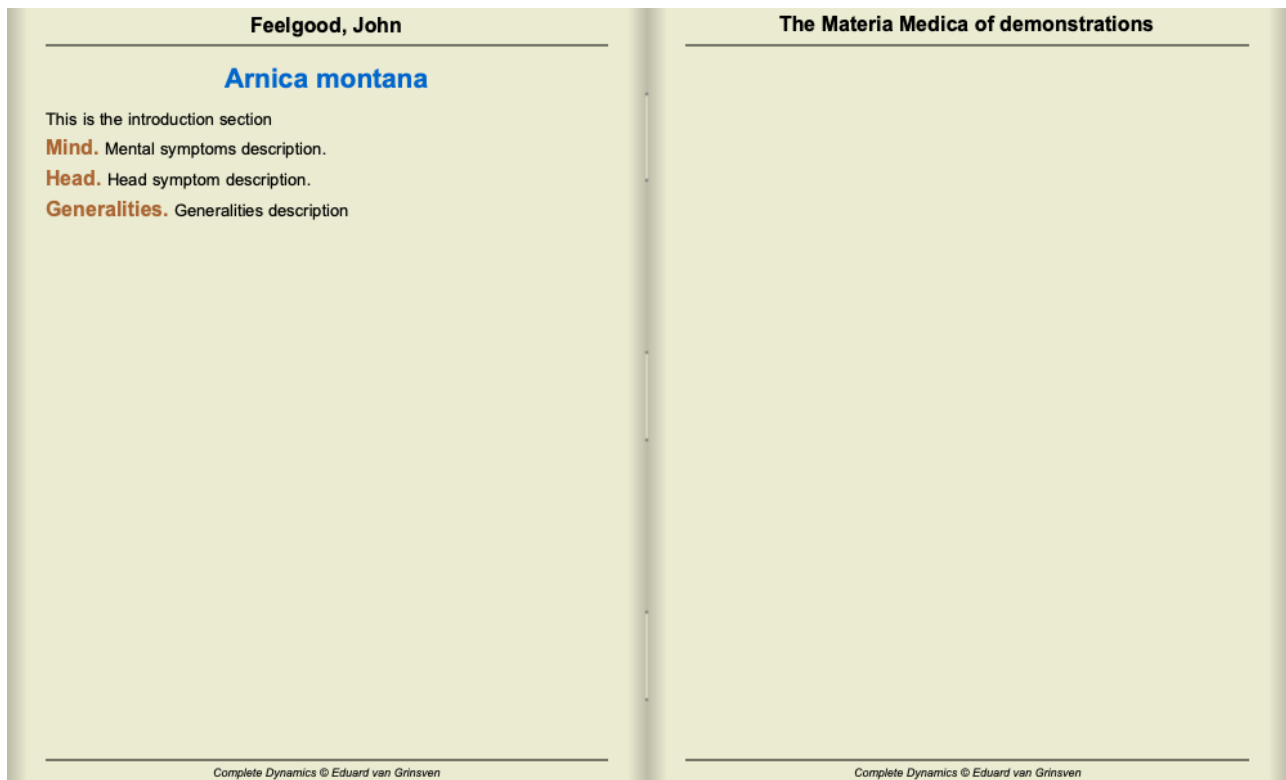 Feelgood, John
Arnica montana
This is the introduction section
Mind. Mental symptoms description.
Head. Head symptom description.
Generalities. Generalities description
Complete Dynamics © Eduard van Grinsven
The Materia Medica of demonstrations
Complete Dynamics © Eduard van Grinsven